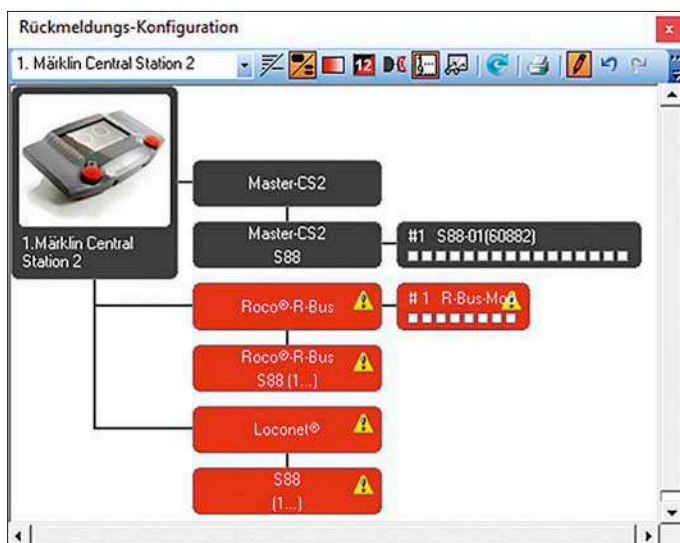 Rückmeldungs-Konfiguration
1. Märklin Central Station 2
12
1.Märklin Central
Station 2
Master-CS2
Master-CS2
S88
#1 S88-01(60882)
Roco®-R-Bus
# 1 R-Bus-Mo
Roco®-R-Bus
S88 (1...)
Loconet®
S88
(1...)